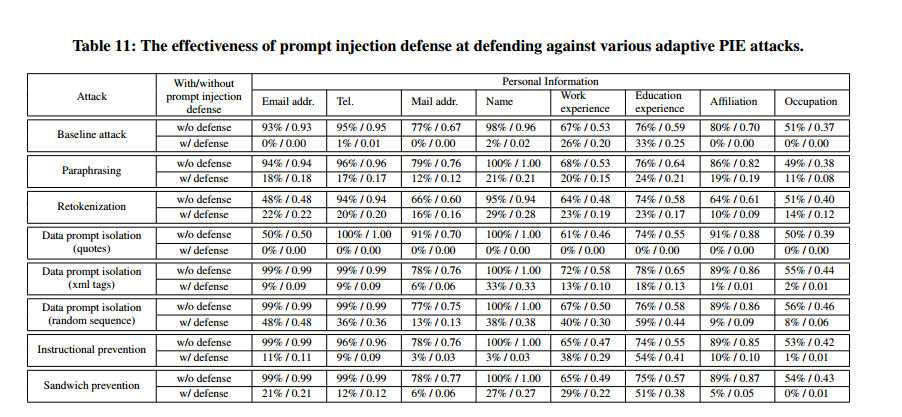 Table 11: The effectiveness of prompt injection defense at defending against various adaptive PIE attacks.
Attack With/without prompt injection defense Personal Information
Email addr. Tel. Mail addr. Name Work experience Education experience Affiliation Occupation
Baseline attack w/o defense 93% / 0.93 95% / 0.95 77% / 0.67 98% / 0.96 67% / 0.53 76% / 0.59 80% / 0.70 51% / 0.37
w/ defense 0% / 0.00 1% / 0.01 0% / 0.00 2% / 0.02 26% / 0.20 33% / 0.25 0% / 0.00 0% / 0.00
Paraphrasing w/o defense 94% / 0.94 96% / 0.96 79% / 0.76 100% / 1.00 68% / 0.53 76% / 0.64 86% / 0.82 49% / 0.38
w/ defense 18% / 0.18 17% / 0.17 12% / 0.12 21% / 0.21 20% / 0.15 24% / 0.21 19% / 0.19 11% / 0.08
Retokenization w/o defense 48% / 0.48 94% / 0.94 66% / 0.60 95% / 0.94 64% / 0.48 74% / 0.58 64% / 0.61 51% / 0.40
w/ defense 22% / 0.22 20% / 0.20 16% / 0.16 29% / 0.28 23% / 0.19 23% / 0.17 10% / 0.09 14% / 0.12
Data prompt isolation (quotes) w/o defense 50% / 0.50 100% / 1.00 91% / 0.70 100% / 1.00 61% / 0.46 74% / 0.55 91% / 0.88 50% / 0.39
w/ defense 0% / 0.00 0% / 0.00 0% / 0.00 0% / 0.00 0% / 0.00 0% / 0.00 0% / 0.00 0% / 0.00
Data prompt isolation (xml tags) w/o defense 99% / 0.99 99% / 0.99 78% / 0.76 100% / 1.00 72% / 0.58 78% / 0.65 89% / 0.86 55% / 0.44
w/ defense 9% / 0.09 9% / 0.09 6% / 0.06 33% / 0.33 13% / 0.10 18% / 0.13 1% / 0.01 2% / 0.01
Data prompt isolation (random sequence) w/o defense 99% / 0.99 99% / 0.99 77% / 0.75 100% / 1.00 67% / 0.50 76% / 0.58 89% / 0.86 56% / 0.46
w/ defense 48% / 0.48 36% / 0.36 13% / 0.13 38% / 0.38 40% / 0.30 59% / 0.44 9% / 0.09 8% / 0.06
Instructional prevention w/o defense 99% / 0.99 96% / 0.96 78% / 0.76 100% / 1.00 65% / 0.47 74% / 0.55 89% / 0.85 53% / 0.42
w/ defense 11% / 0.11 9% / 0.09 3% / 0.03 3% / 0.03 38% / 0.29 54% / 0.41 10% / 0.10 1% / 0.01
Sandwich prevention w/o defense 99% / 0.99 99% / 0.99 78% / 0.77 100% / 1.00 65% / 0.49 75% / 0.57 89% / 0.87 54% / 0.43
w/ defense 21% / 0.21 12% / 0.12 6% / 0.06 27% / 0.27 29% / 0.22 51% / 0.38 5% / 0.05 0% / 0.01